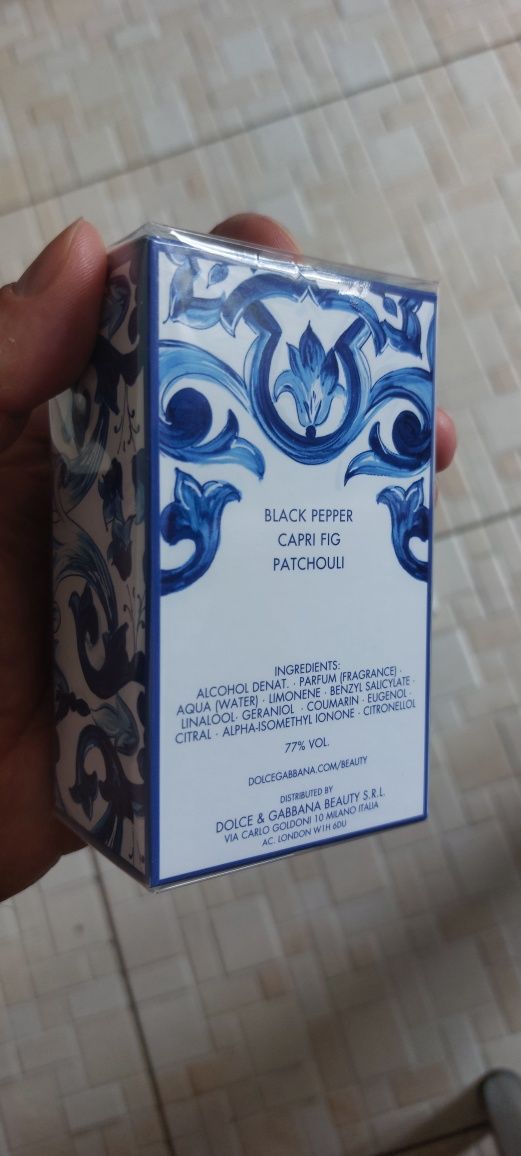 BLACK PEPPER
CAPRI FIG
PATCHOULI
INGREDIENTS:
ALCOHOL DENAT. · PARFUM (FRAGRANCE) ·
AQUA (WATER) · LIMONENE · BENZYL SALICYLATE ·
LINALOOL · GERANIOL · COUMARIN · EUGENOL ·
CITRAL · ALPHA-ISOMETHYL IONONE · CITRONELLOL
77% VOL.
DOLCEGABBANA.COM/BEAUTY
DISTRIBUTED BY
DOLCE & GABBANA BEAUTY S.R.L.
VIA CARLO GOLDONI 10 MILANO ITALIA
AC. LONDON W1H 6DU